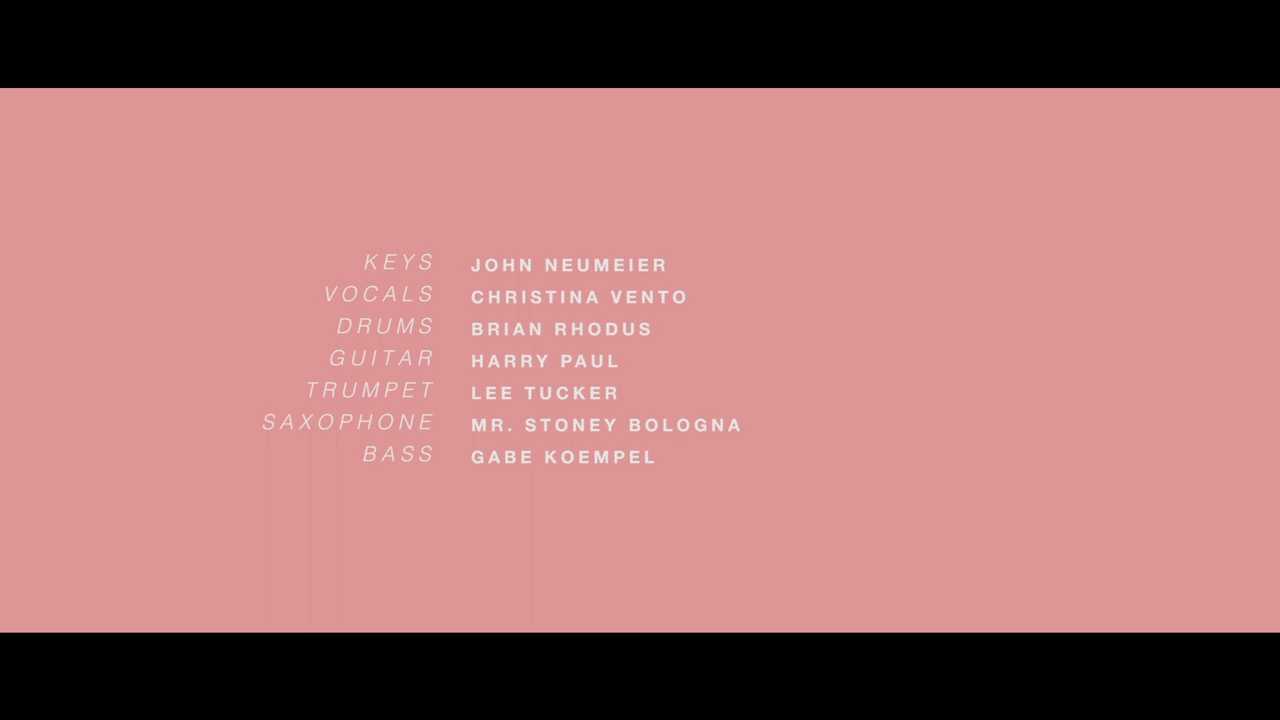 KEYS JOHN NEUMEIER
VOCALS CHRISTINA VENTO
DRUMS BRIAN RHODUS
GUITAR HARRY PAUL
TRUMPET LEE TUCKER
SAXOPHONE MR. STONEY BOLOGNA
BASS GABE KOEMPEL